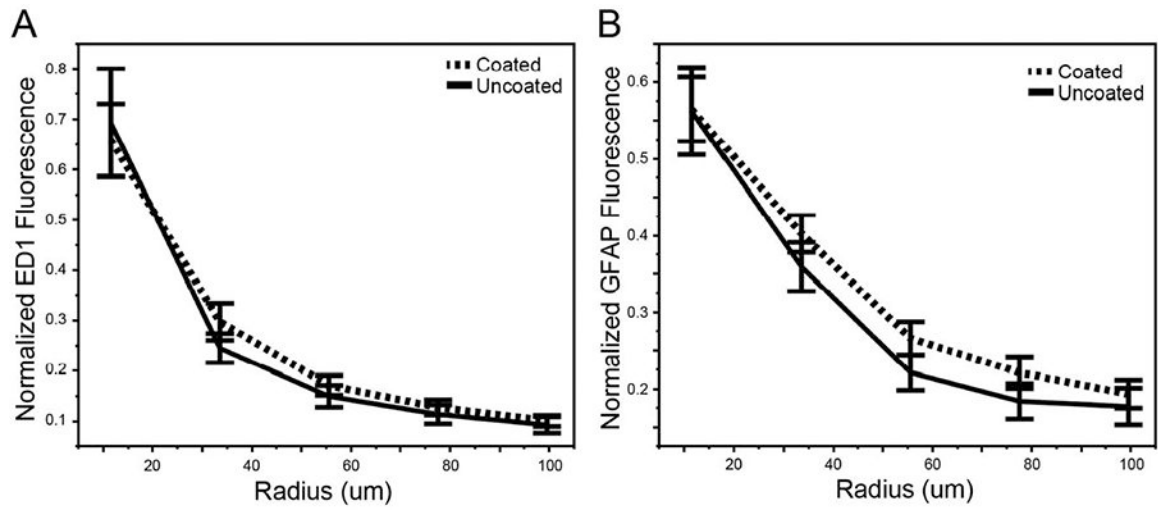 A
Normalized ED1 Fluorescence
0.8
0.7
0.6
0.5
0.4
0.3
0.2
0.1
Coated
Uncoated
20 40 60 80 100
Radius (um)
B
Normalized GFAP Fluorescence
0.6
0.5
0.4
0.3
0.2
Coated
Uncoated
20 40 60 80 100
Radius (um)